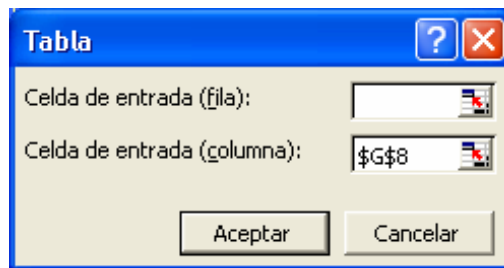 Tabla
Celda de entrada (fila):
Celda de entrada (columna): $G$8
Aceptar Cancelar